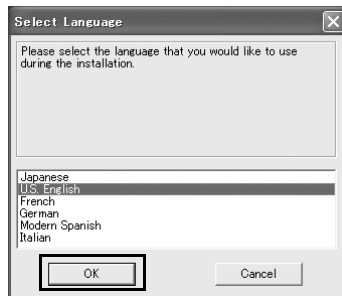 Select Language
Please select the language that you would like to use
during the installation.
Japanese
U.S. English
French
German
Modern Spanish
Italian
OK
Cancel